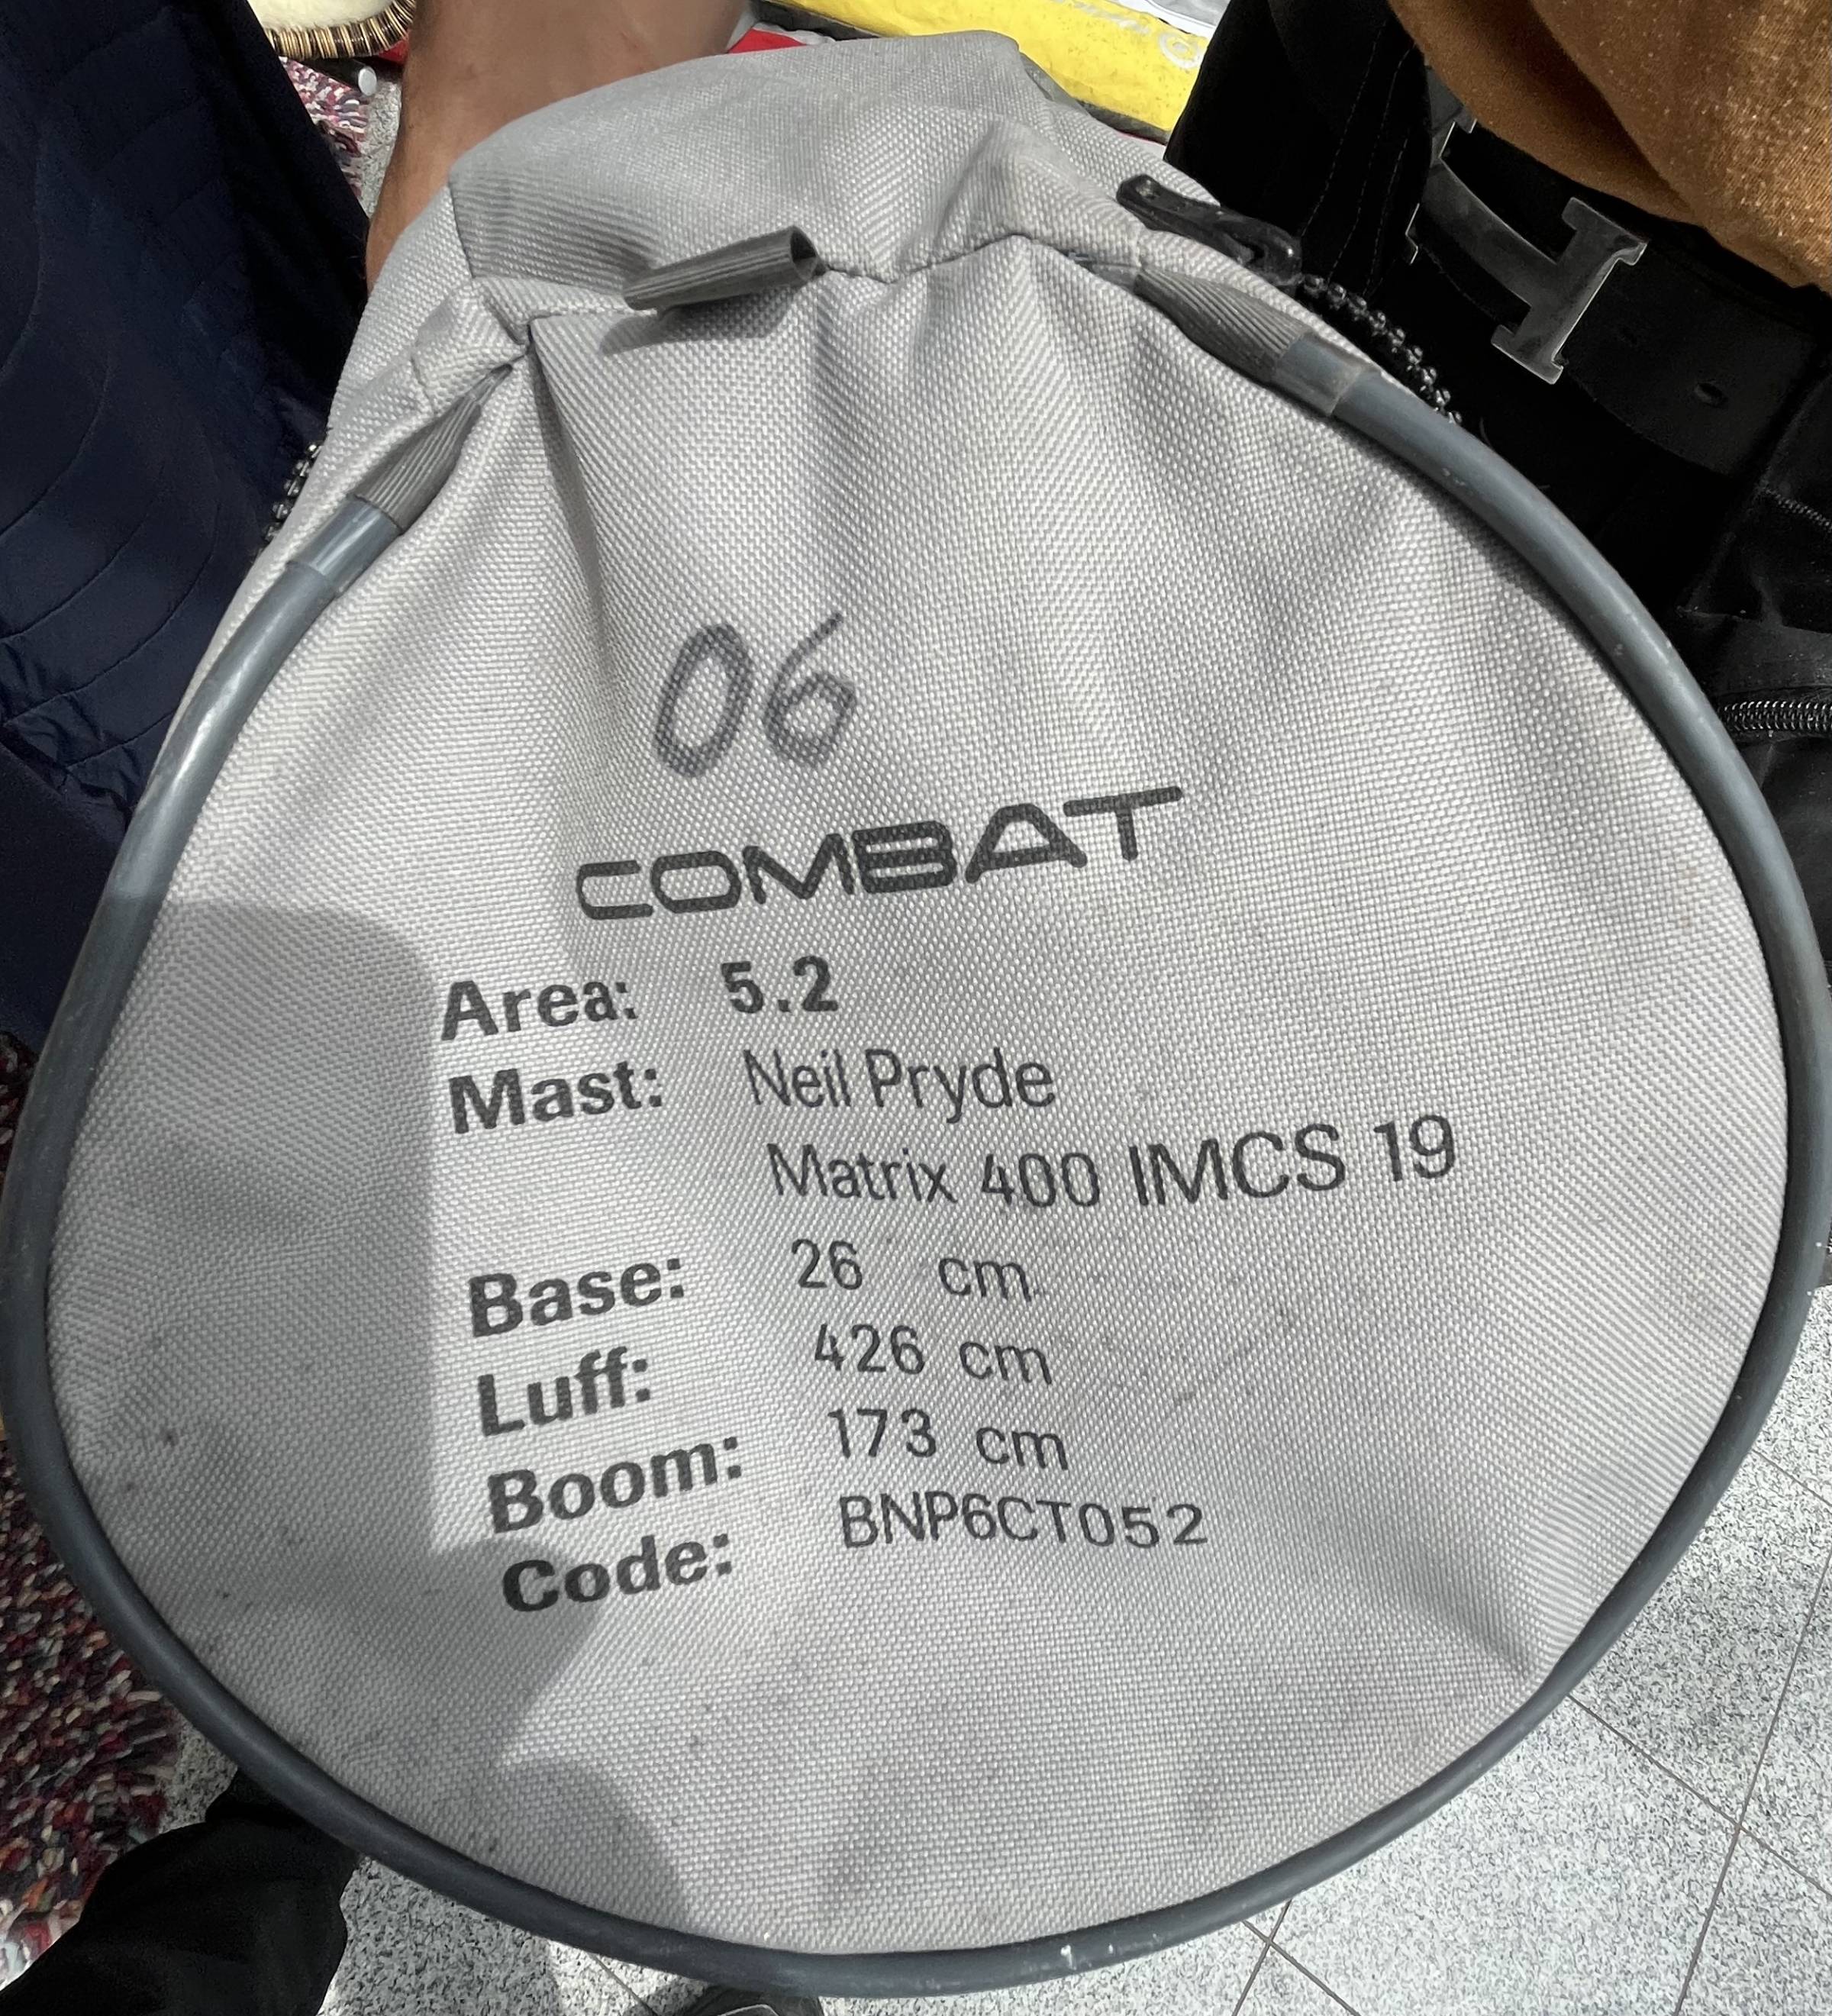 06
COMBAT
Area: 5.2
Mast: Neil Pryde
Matrix 400 IMCS 19
Base: 26 cm
Luff: 426 cm
Boom: 173 cm
Code: BNP6CT052